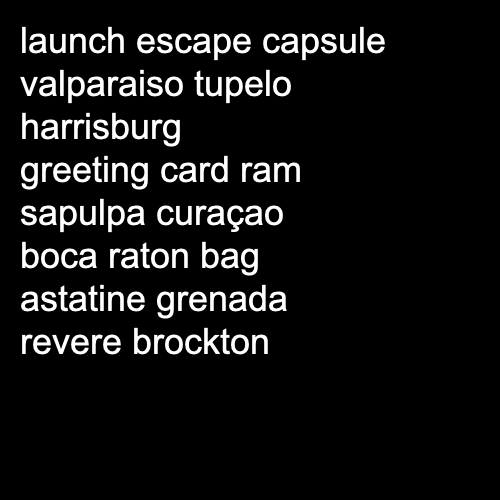 launch escape capsule
valparaiso tupelo
harrisburg
greeting card ram
sapulpa curaçao
boca raton bag
astatine grenada
revere brockton